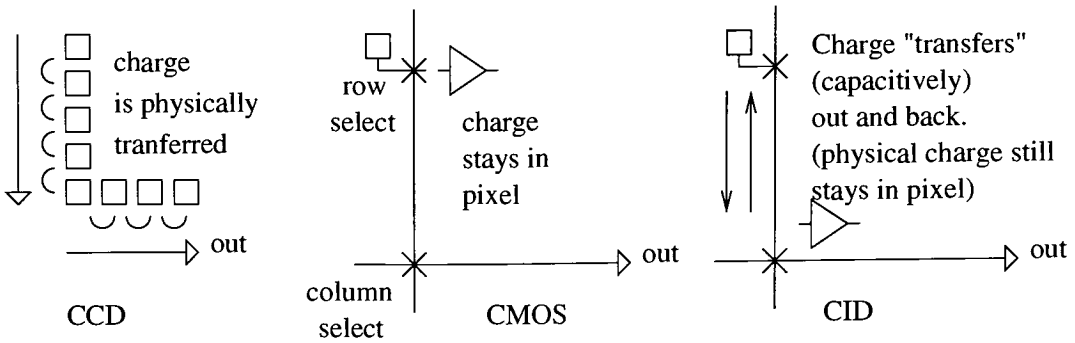 charge
is physically
tranferred
out
CCD
row
select
charge
stays in
pixel
out
column
select
CMOS
Charge "transfers"
(capacitively)
out and back.
(physical charge still
stays in pixel)
out
CID